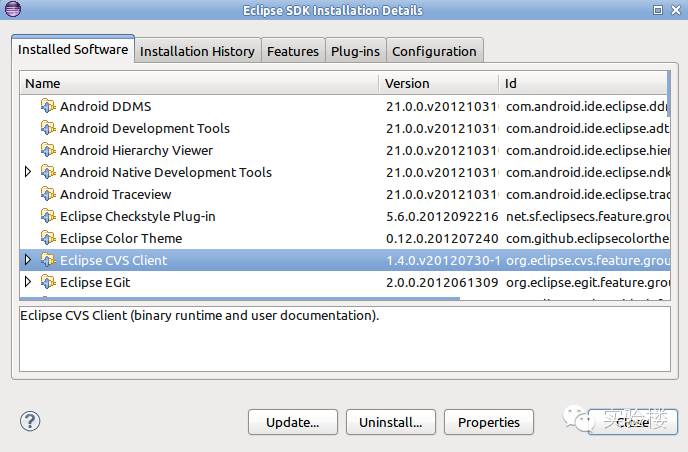 Eclipse SDK Installation Details
Installed Software Installation History Features Plug-ins Configuration
Name Version Id
Android DDMS 21.0.0.v20121031 com.android.ide.eclipse.ddr
Android Development Tools 21.0.0.v20121031 com.android.ide.eclipse.adt
Android Hierarchy Viewer 21.0.0.v20121031 com.android.ide.eclipse.hier
Android Native Development Tools 21.0.0.v20121031 com.android.ide.eclipse.ndk
Android Traceview 21.0.0.v20121031 com.android.ide.eclipse.trac
Eclipse Checkstyle Plug-in 5.6.0.2012092216 net.sf.eclipsecs.feature.grou
Eclipse Color Theme 0.12.0.201207240 com.github.eclipsecolorthe
Eclipse CVS Client 1.4.0.v20120730-1 org.eclipse.cvs.feature.grou
Eclipse EGit 2.0.0.2012061309 org.eclipse.egit.feature.grou
Eclipse CVS Client (binary runtime and user documentation).
Update... Uninstall... Properties Close
实验楼